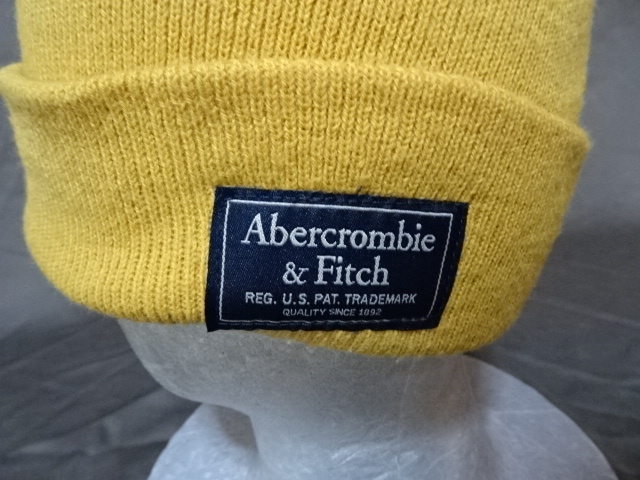 Abercrombie
& Fitch
REG. U.S. PAT. TRADEMARK
QUALITY SINCE 1892